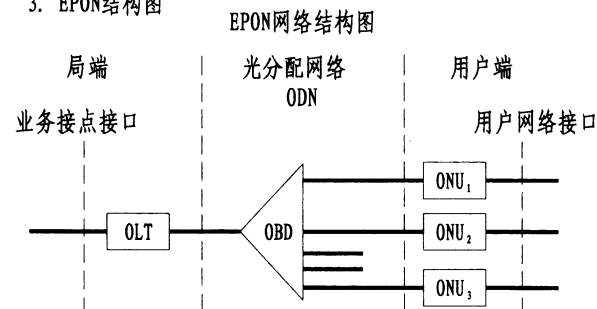 3. EPON结构图
EPON网络结构图
局端
光分配网络
ODN
用户端
业务接点接口
用户网络接口
OLT
OBD
ONU₁
ONU₂
ONU₃